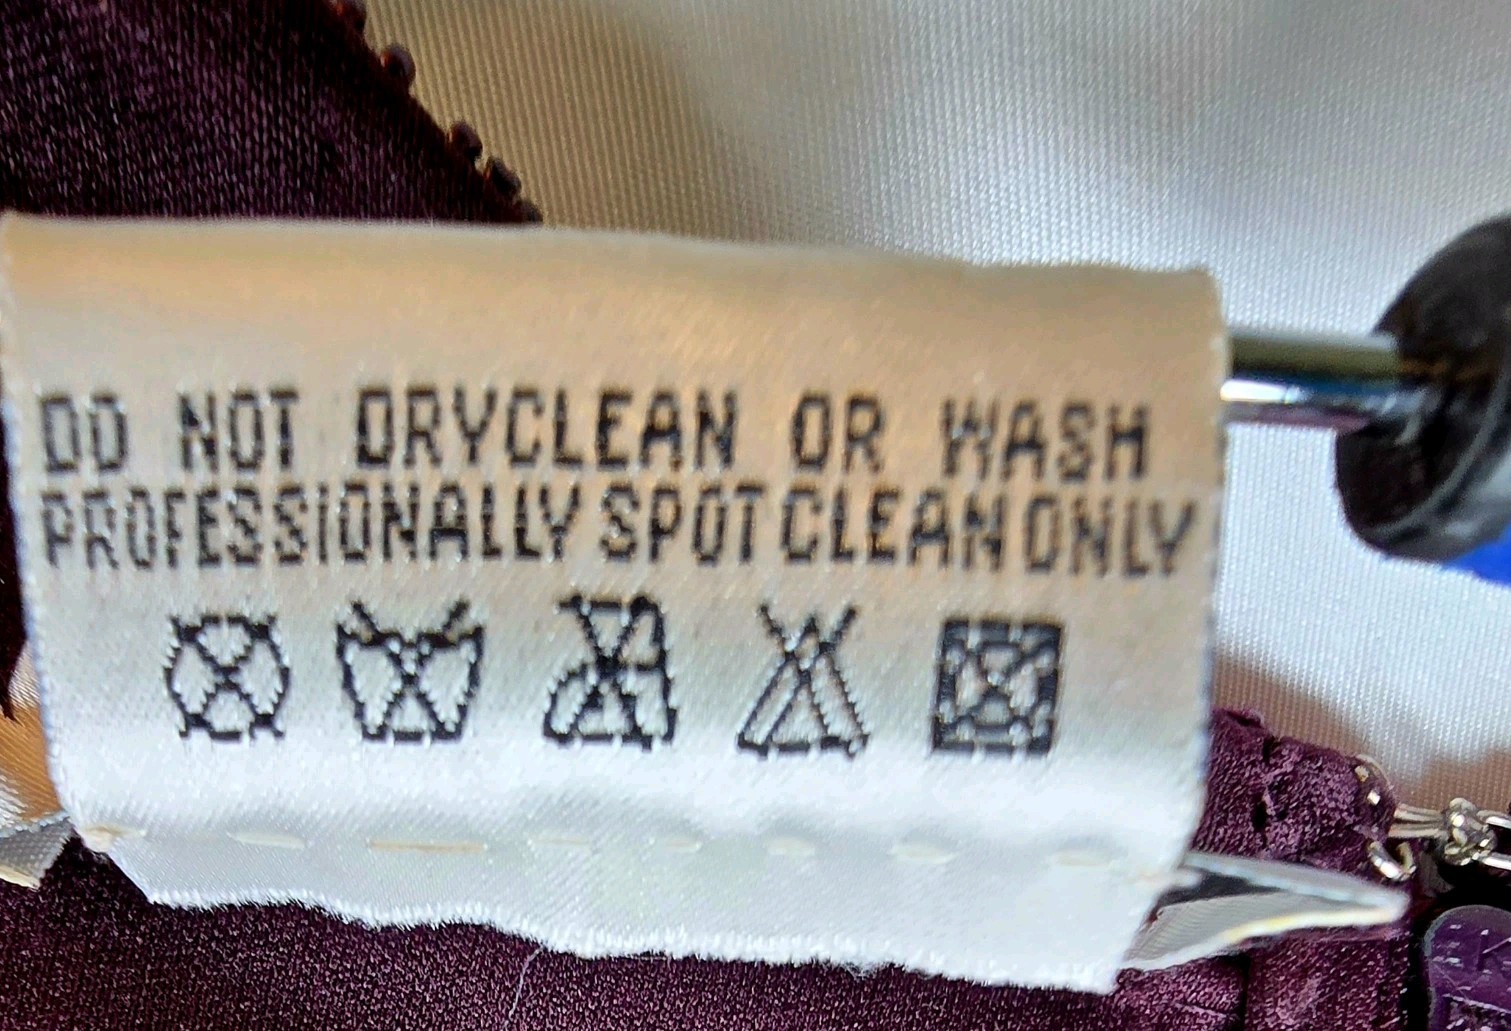 DO NOT DRYCLEAN OR WASH
PROFESSIONALLY SPOT CLEAN ONLY